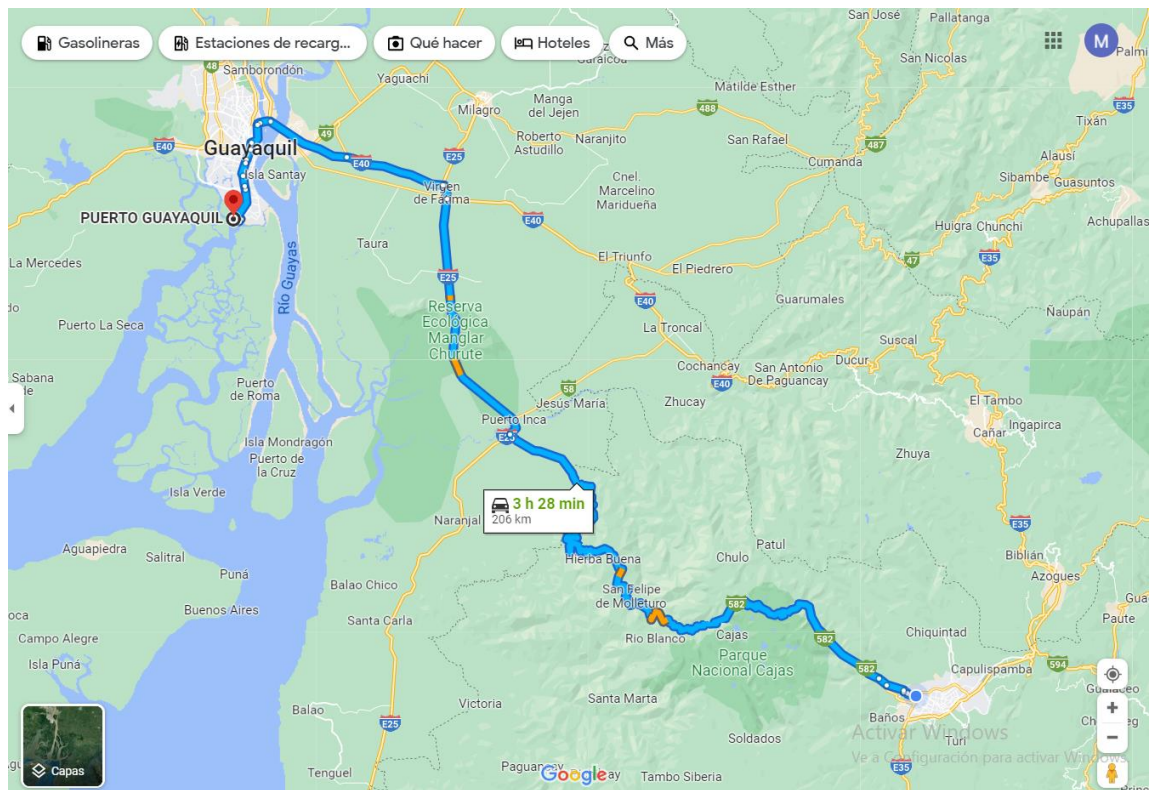 San José
Pallatanga
Gasolineras
Estaciones de recarg...
Qué hacer
Hoteles
Más
M
Palmi
San Nicolas
48
Samborondón
Yaguachi
Matilde Esther
E35
Milagro
Manga
del Jejen
488
Tixán
49
Roberto
Astudillo
Naranjito
San Rafael
487
E40
Guayaquil
E25
Cumanda
Alausí
E40
Isla Santay
Virgen
de Fátima
Cnel.
Marcelino
Maridueña
Sibambe
Guasuntos
PUERTO GUAYAQUIL
E40
Huigra
Chunchi
Achupallas
Taura
Río Guayas
La Mercedes
El Triunfo
El Piedrero
47
E35
E25
E40
Guarumales
Ñaupán
Reserva
Ecológica
Manglar
Churute
Puerto La Seca
La Troncal
Suscal
Ducur
Cochancay
San Antonio
De Paguancay
Sabana
Puerto
de Roma
58
E40
Jesús María
Zhucay
El Tambo
Puerto Inca
Ingapirca
Cañar
E25
Isla Mondragón
Puerto de
la Cruz
Zhuya
Isla Verde
3 h 28 min
206 km
Naranjal
E35
Aguapiedra
Salitral
Patul
Biblián
Hierba Buena
Chulo
Puná
Azogues
Balao Chico
San Felipe
de Molleturo
Buenos Aires
582
Santa Carla
Paute
Campo Alegre
Rio Blanco
Cajas
582
Chiquintad
Isla Puná
Parque
Nacional Cajas
582
Capulispamba
594
Victoria
Santa Marta
Gualaceo
Balao
E25
Baños
Soldados
Turi
Activar Windows
Ve a Configuración para activar Windows.
Capas
Tenguel
Google
Tambo Siberia
E35